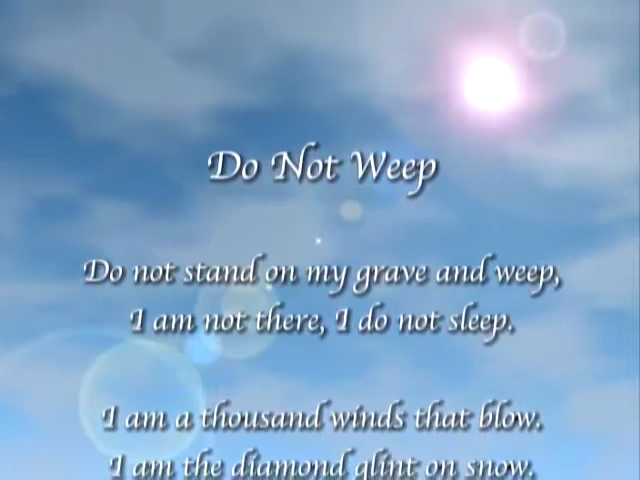 Do Not Weep
Do not stand on my grave and weep,
I am not there, I do not sleep.
I am a thousand winds that blow.
I am the diamond glint on snow.